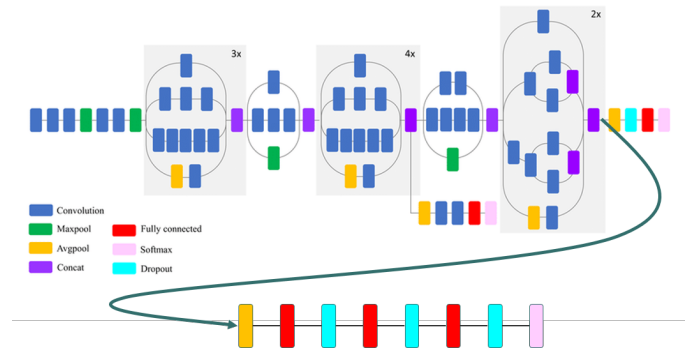 3x
4x
2x
Convolution
Maxpool
Avgpool
Concat
Fully connected
Softmax
Dropout